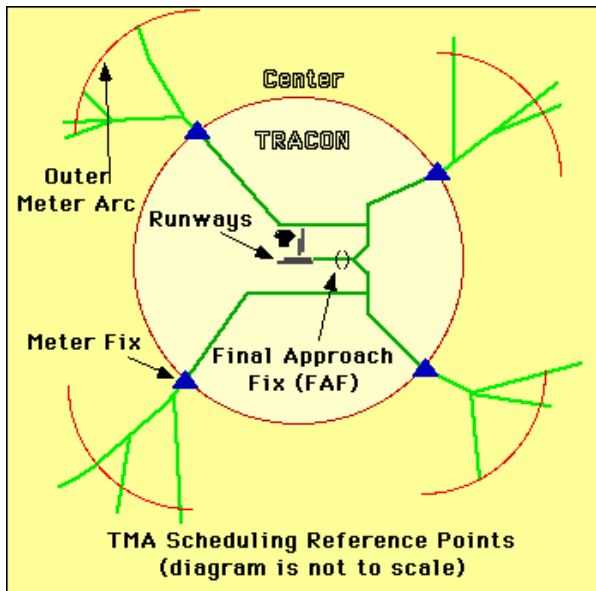 Center
TRACON
Outer
Meter Arc
Runways
Meter Fix
Final Approach
Fix (FAF)
TMA Scheduling Reference Points
(diagram is not to scale)